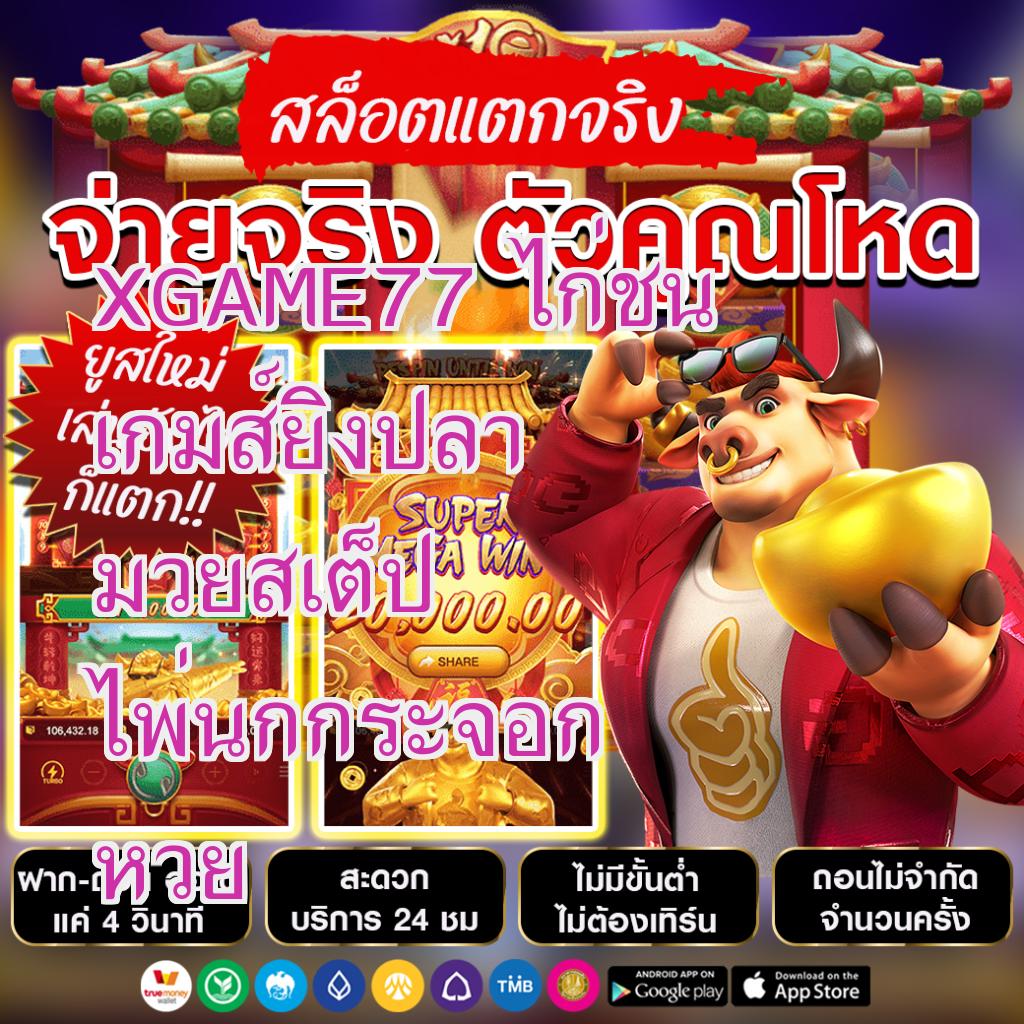 สล็อตแตกจริง
จ่ายจริง ตัวคุณโหด
XGAME77 ไก่ชน
ยูสใหม่
ก็แตก!!
เกมส์ยิงปลา
SUPER
MEGA WIN
มวยสเต็ป
SHARE
ไพ่นกกระจอก
106,432.18
TURBO
หวย
แค่ 4 วินาที
สะดวก
บริการ 24 ชม
ไม่มีขั้นต่ำ
ไม่ต้องเทิร์น
ถอนไม่จำกัด
จำนวนครั้ง
truemoney
wallet
TMB
ANDROID APP ON
Google play
Download on the
App Store